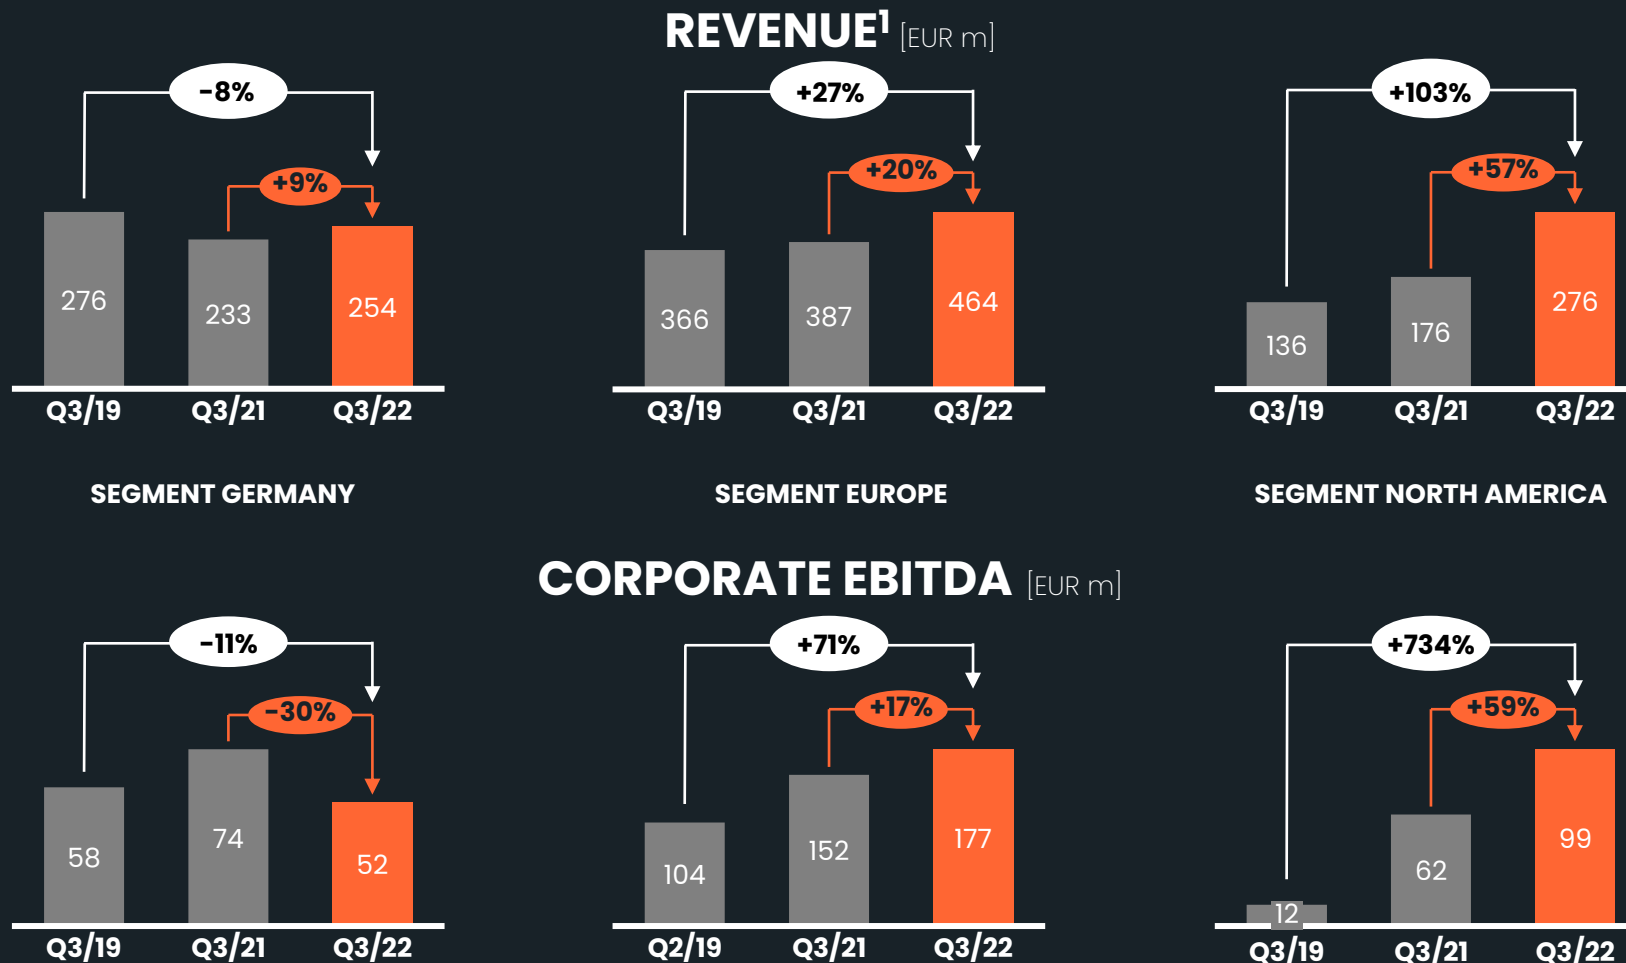 REVENUE¹ [EUR m]
-8%
+27%
+103%
+9%
+20%
+57%
276
233
254
366
387
464
136
176
276
Q3/19 Q3/21 Q3/22
Q3/19 Q3/21 Q3/22
Q3/19 Q3/21 Q3/22
SEGMENT GERMANY
SEGMENT EUROPE
SEGMENT NORTH AMERICA
CORPORATE EBITDA [EUR m]
-11%
+71%
+734%
-30%
+17%
+59%
58
74
52
104
152
177
12
62
99
Q3/19 Q3/21 Q3/22
Q2/19 Q3/21 Q3/22
Q3/19 Q3/21 Q3/22